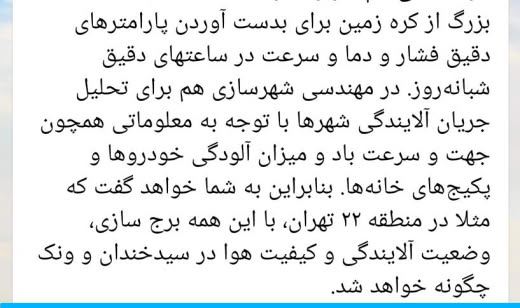 بزرگ از کره زمین برای بدست آوردن پارامترهای
دقیق فشار و دما و سرعت در ساعتهای دقیق
شبانه‌روز. در مهندسی شهرسازی هم برای تحلیل
جریان آلایندگی شهرها با توجه به معلوماتی همچون
جهت و سرعت باد و میزان آلودگی خودروها و
پکیج‌های خانه‌ها. بنابراین به شما خواهد گفت که
مثلا در منطقه ۲۲ تهران، با این همه برج سازی،
وضعیت آلایندگی و کیفیت هوا در سیدخندان و ونک
چگونه خواهد شد.